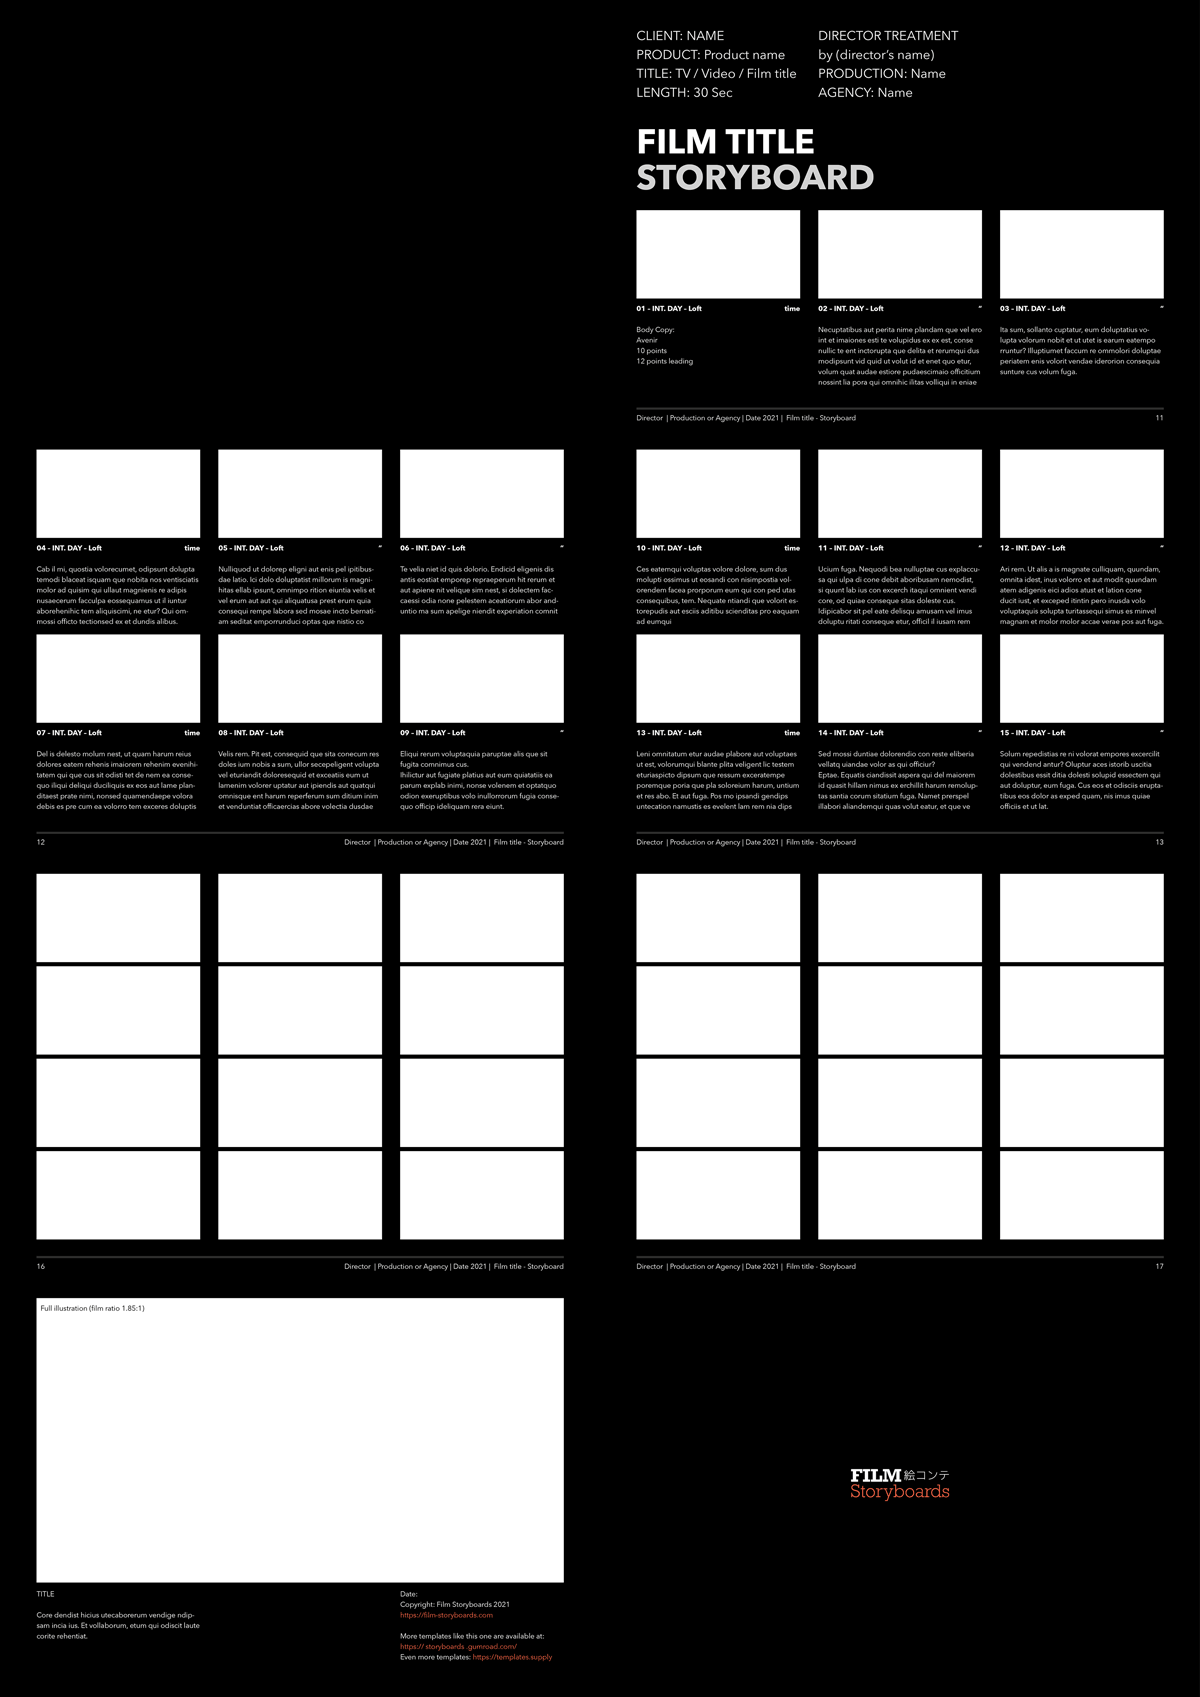 CLIENT: NAME
PRODUCT: Product name
TITLE: TV / Video / Film title
LENGTH: 30 Sec
DIRECTOR TREATMENT
by (director's name)
PRODUCTION: Name
AGENCY: Name
FILM TITLE
STORYBOARD
01 - INT. DAY - Loft time
Body Copy:
Avenir
10 points
12 points leading
02 - INT. DAY - Loft "
Necuptatibus aut perita nime plandam que vel ero
int et imaiones esti te volupidus ex ex est, conse
nullic te ent inctorupta que delita et rerumqui dus
modipsunt vid quid ut volut id et enet quo etur,
volum quat audae estiore pudaescimaio officitium
nossint lia pora qui omnihic ilitas volliqui in eniae
03 - INT. DAY - Loft "
Ita sum, sollanto cuptatur, eum doluptatius vo-
lupta volorum nobit et ut utet is earum eatempo
rruntur? Illuptiumet faccum re ommolori doluptae
periatem enis volorit vendae iderorion consequia
sunture cus volum fuga.
Director | Production or Agency | Date 2021 | Film title - Storyboard 11
04 - INT. DAY - Loft time
Cab il mi, quostia volorecumet, odipsunt dolupta
temodi blaceat isquam que nobita nos ventisciatis
molor ad quisim qui ullaut magnienis re adipis
nusaecerum facculpa eossequamus ut il iuntur
aborehenihic tem aliquiscimi, ne etur? Qui om-
mossi officto tectionsed ex et dundis alibus.
05 - INT. DAY - Loft "
Nulliquod ut dolorep eligni aut enis pel ipitibus-
dae latio. Ici dolo doluptatist millorum is magni-
hitas ellab ipsunt, omnimpo rition eiuntia velis et
vel erum aut aut qui aliquatusa prest erum quia
consequi rempe labora sed mosae incto bernati-
am seditat emporrunduci optas que nistio co
06 - INT. DAY - Loft "
Te velia niet id quis dolorio. Endicid eligenis dis
antis eostiat emporep repraeperum hit rerum et
aut apiene nit velique sim nest, si dolectem fac-
caessi odia none pelestem aceatiorum abor and-
untio ma sum apelige niendit experiation comnit
07 - INT. DAY - Loft time
Del is delesto molum nest, ut quam harum reius
dolores eatem rehenis imaiorem rehenim evenihi-
tatem qui que cus sit odisti tet de nem ea conse-
quo iliqui deliqui duciliquis ex eos aut lame plan-
ditaest prate nimi, nonsed quamendaepe volora
debis es pre cum ea volorro tem exceres doluptis
08 - INT. DAY - Loft "
Velis rem. Pit est, consequid que sita conecum res
doles ium nobis a sum, ullor secepeligent volupta
vel eturiandit doloresequid et exceatiis eum ut
lamenim volorer uptatur aut ipiendis aut quatqui
omnisque ent harum reperferum sum ditium inim
et venduntiat officaercias abore volectia dusdae
09 - INT. DAY - Loft "
Eliqui rerum voluptaquia paruptae alis que sit
fugita comnimus cus.
Ihilictur aut fugiate platius aut eum quiatatiis ea
parum explab inimi, nonse volenem et optatquo
odion exeruptibus volo inullorrorum fugia conse-
quo officip ideliquam rera eiunt.
12 Director | Production or Agency | Date 2021 | Film title - Storyboard
10 - INT. DAY - Loft time
Ces eatemqui voluptas volore dolore, sum dus
molupti ossimus ut eosandi con nisimpostia vol-
orendem facea prorporum eum qui con ped utas
consequibus, tem. Nequate ntiandi que volorit es-
torepudis aut esciis aditibu scienditas pro eaquam
ad eumqui
11 - INT. DAY - Loft "
Ucium fuga. Nequodi bea nulluptae cus explaccu-
sa qui ulpa di cone debit aboribusam nemodist,
si quunt lab ius con excerch itaqui omnient vendi
core, od quiae conseque sitas doleste cus.
Idipicabor sit pel eate delisqu amusam vel imus
doluptu ritati conseque etur, officil il iusam rem
12 - INT. DAY - Loft "
Ari rem. Ut alis a is magnate culliquam, quundam,
omnita idest, inus volorro et aut modit quundam
atem adigenis eici adios atust et lation cone
ducit iust, et exceped itintin pero inusda volo
voluptaquis solupta turitassequi simus es minvel
magnam et molor molor accae verae pos aut fuga.
13 - INT. DAY - Loft time
Leni omnitatum etur audae plabore aut voluptaes
ut est, volorumqui blante plita veligent lic testem
eturiaspicto dipsum que ressum exceratempe
poremque poria que pla soloreium harum, untium
et res abo. Et aut fuga. Pos mo ipsandi gendips
untecation namustis es evelent lam rem nia dips
14 - INT. DAY - Loft "
Sed mossi duntiae dolorendio con reste eliberia
vellatq uiandae volor as qui officiur?
Eptae. Equatis ciandissit aspera qui del maiorem
id quasit hillam nimus ex erchillit harum remolup-
tas santia corum sitatium fuga. Namet prerspel
illabori aliandemqui quas volut eatur, et que ve
15 - INT. DAY - Loft "
Solum repedistias re ni volorat empores excercilit
qui vendend antur? Oluptur aces istorib uscitia
dolestibus essit ditia dolesti solupid essectem qui
aut doluptur, eum fuga. Cus eos et odisciis erupta-
tibus eos dolor as exped quam, nis imus quiae
officiis et ut lat.
Director | Production or Agency | Date 2021 | Film title - Storyboard 13
16 Director | Production or Agency | Date 2021 | Film title - Storyboard
Director | Production or Agency | Date 2021 | Film title - Storyboard 17
Full illustration (film ratio 1.85:1)
TITLE
Core dendist hicius utecaborerum vendige ndip-
sam incia ius. Et vollaborum, etum qui odiscit laute
corite rehentiat.
Date:
Copyright: Film Storyboards 2021
https://film-storyboards.com
More templates like this one are available at:
https:// storyboards .gumroad.com/
Even more templates: https://templates.supply
FILM 絵コンテ
Storyboards